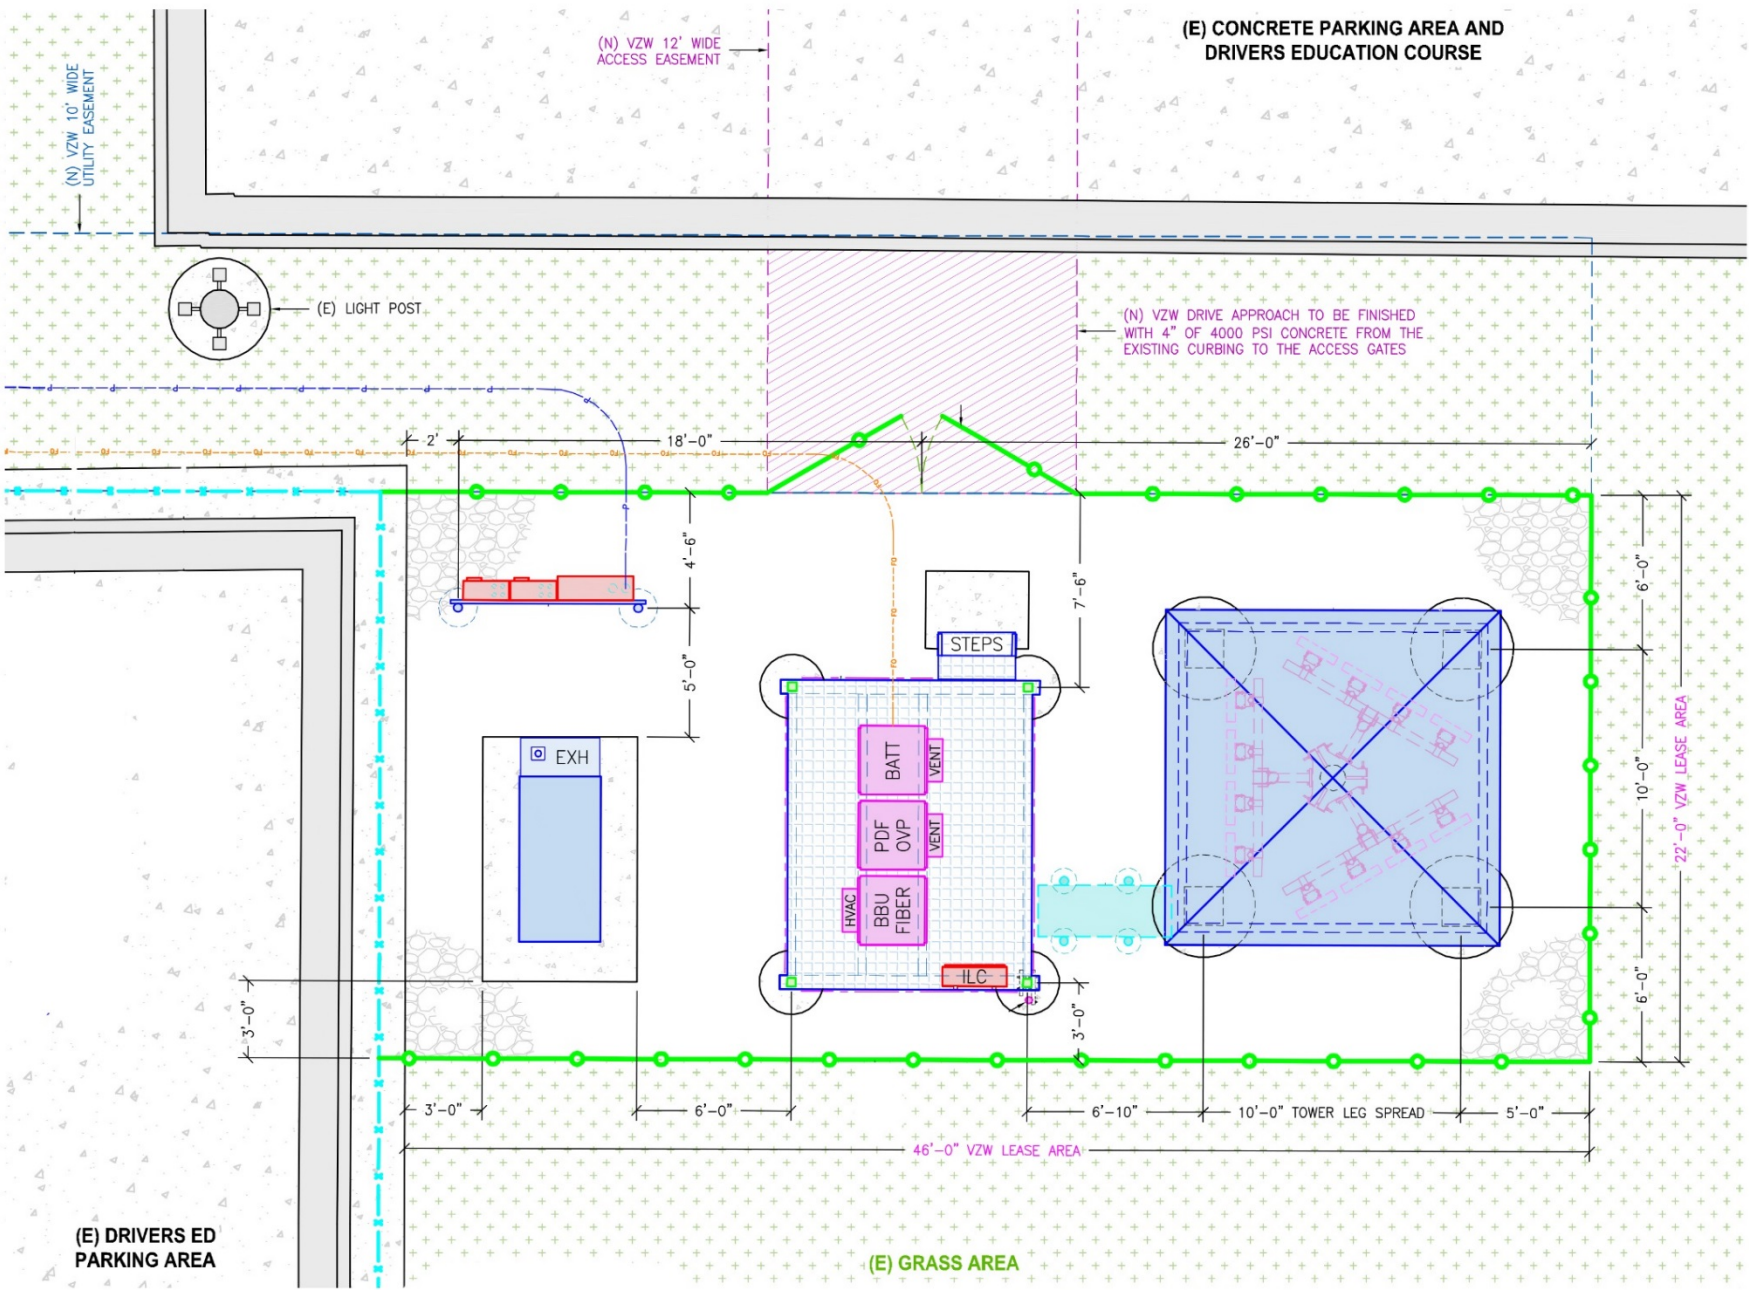 (E) CONCRETE PARKING AREA AND
DRIVERS EDUCATION COURSE
(N) VZW 12' WIDE
ACCESS EASEMENT
(N) VZW 10' WIDE
UTILITY EASEMENT
(E) LIGHT POST
(N) VZW DRIVE APPROACH TO BE FINISHED
WITH 4" OF 4000 PSI CONCRETE FROM THE
EXISTING CURBING TO THE ACCESS GATES
2'
18'-0"
26'-0"
4'-6"
7'-6"
6'-0"
5'-0"
STEPS
EXH
BATT
VENT
PDF
OVP
VENT
HVAC
BBU
FIBER
ILC
10'-0"
22'-0" VZW LEASE AREA
6'-0"
3'-0"
3'-0"
3'-0"
6'-0"
6'-10"
10'-0" TOWER LEG SPREAD
5'-0"
46'-0" VZW LEASE AREA
(E) DRIVERS ED
PARKING AREA
(E) GRASS AREA